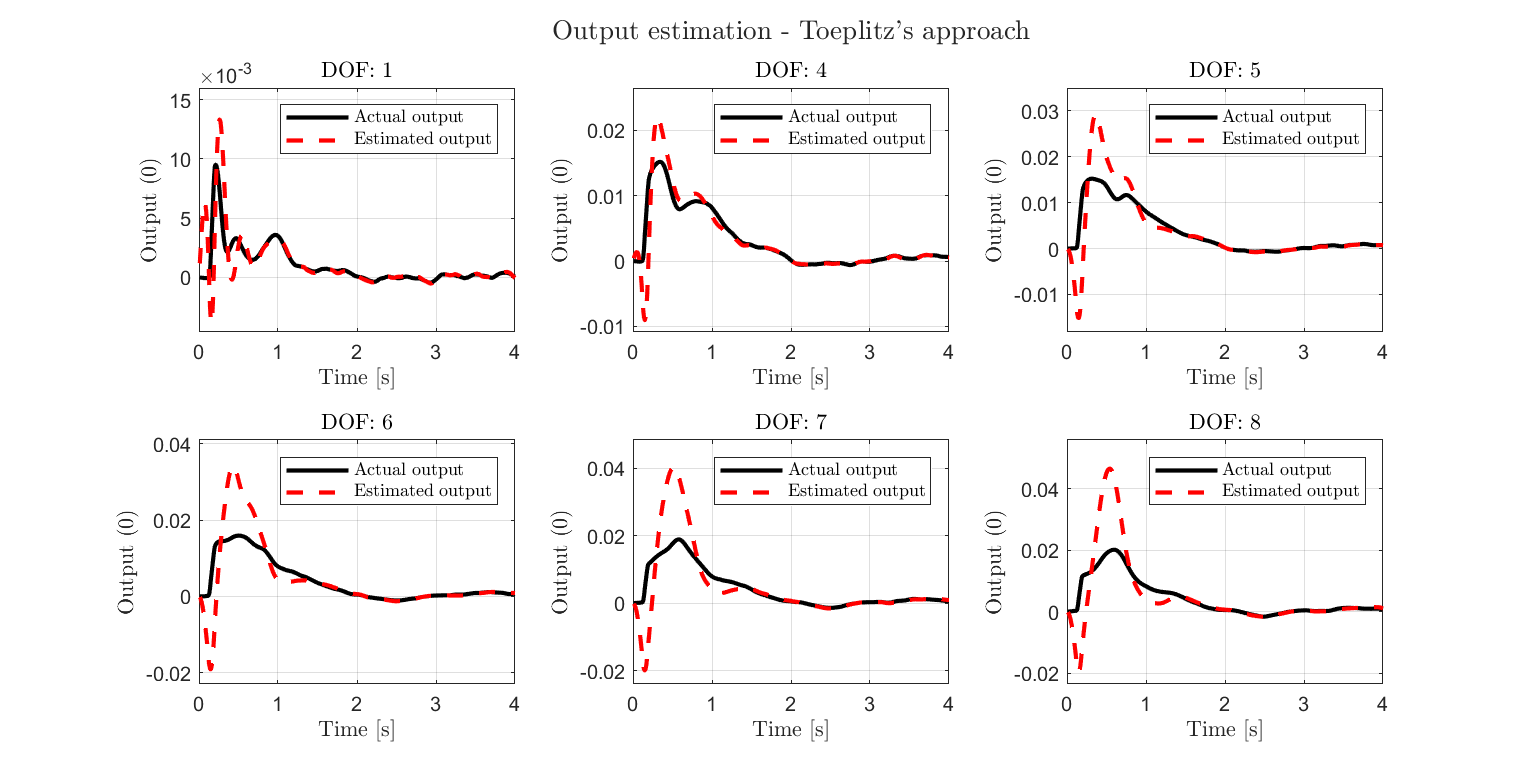 Output estimation - Toeplitz's approach
×10-3
DOF: 1
15
10
5
0
Output (0)
Actual output
Estimated output
0 1 2 3 4
Time [s]
DOF: 4
0.02
0.01
0
-0.01
Output (0)
Actual output
Estimated output
0 1 2 3 4
Time [s]
DOF: 5
0.03
0.02
0.01
0
-0.01
Output (0)
Actual output
Estimated output
0 1 2 3 4
Time [s]
DOF: 6
0.04
0.02
0
-0.02
Output (0)
Actual output
Estimated output
0 1 2 3 4
Time [s]
DOF: 7
0.04
0.02
0
-0.02
Output (0)
Actual output
Estimated output
0 1 2 3 4
Time [s]
DOF: 8
0.04
0.02
0
-0.02
Output (0)
Actual output
Estimated output
0 1 2 3 4
Time [s]